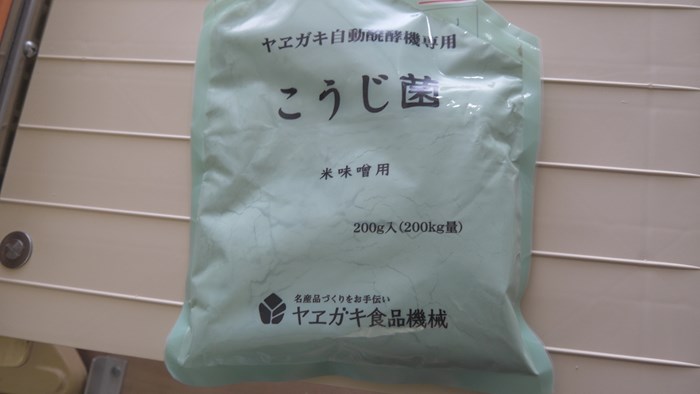 ヤヱガキ自動醗酵機専用
こうじ菌
米味噌用
200g入(200kg量)
名産品づくりをお手伝い
ヤヱガキ食品機械